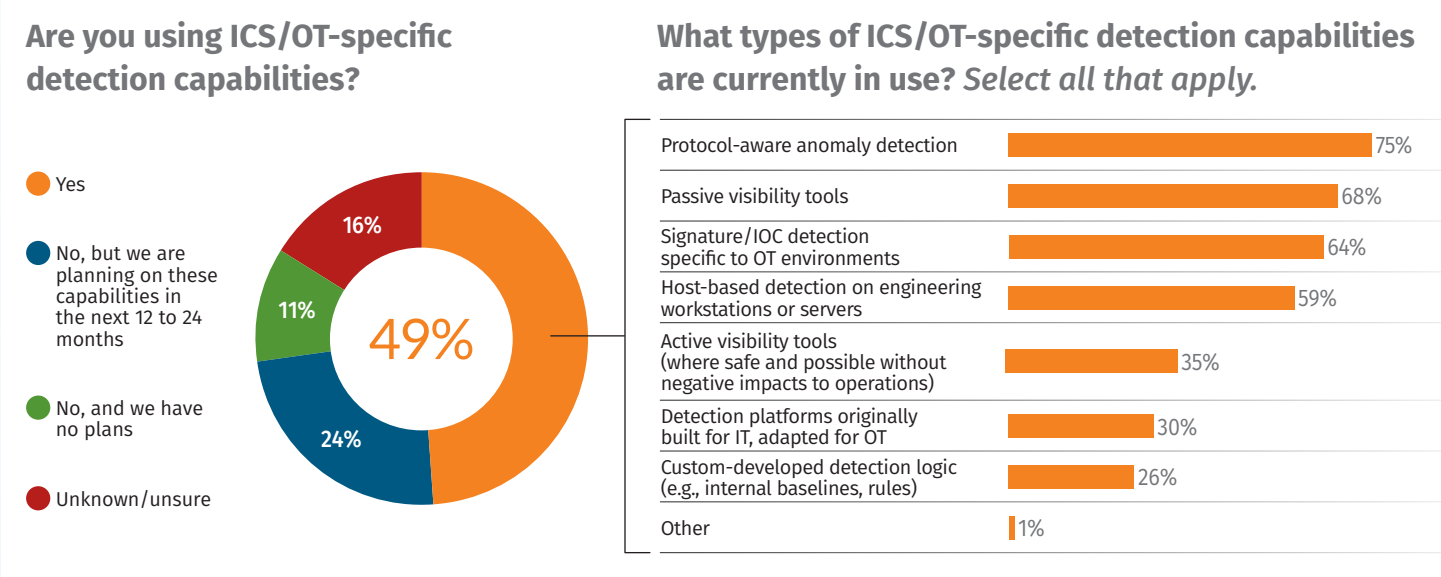 Are you using ICS/OT-specific
detection capabilities?
Yes
No, but we are
planning on these
capabilities in
the next 12 to 24
months
No, and we have
no plans
Unknown/unsure
16%
11%
49%
24%
What types of ICS/OT-specific detection capabilities
are currently in use? Select all that apply.
Protocol-aware anomaly detection 75%
Passive visibility tools 68%
Signature/IOC detection
specific to OT environments 64%
Host-based detection on engineering
workstations or servers 59%
Active visibility tools
(where safe and possible without
negative impacts to operations) 35%
Detection platforms originally
built for IT, adapted for OT 30%
Custom-developed detection logic
(e.g., internal baselines, rules) 26%
Other 1%